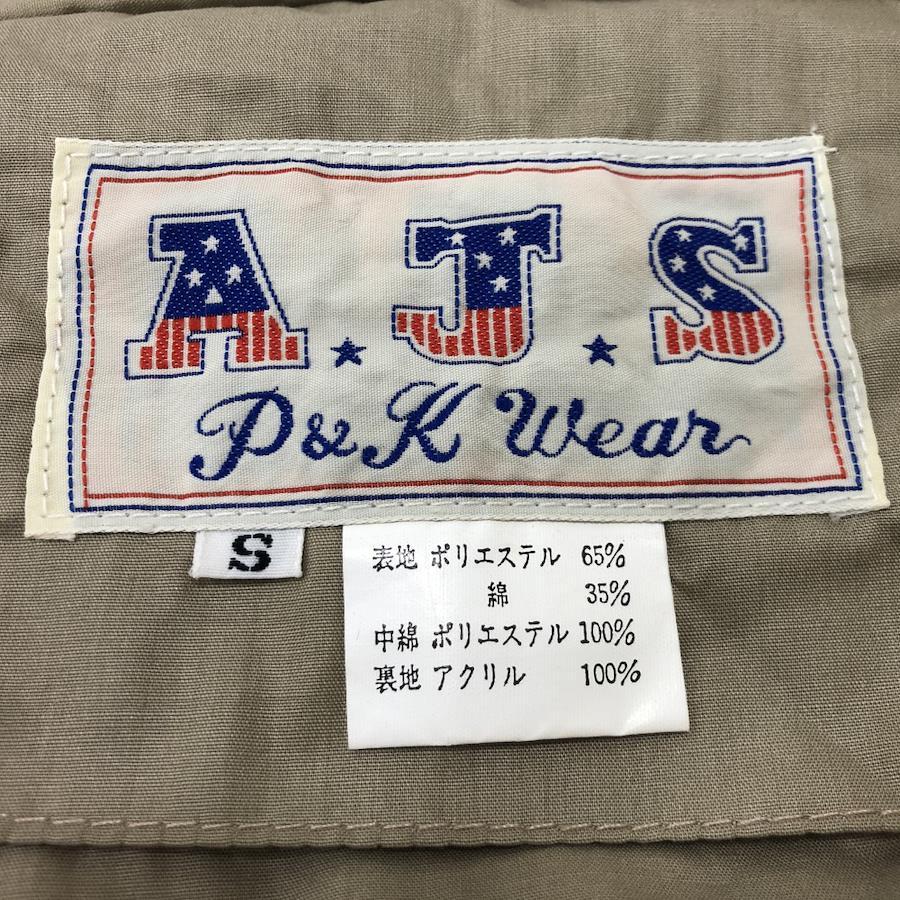 A.J.S
P&K Wear
S
表地 ポリエステル 65%
綿 35%
中綿 ポリエステル 100%
裏地 アクリル 100%